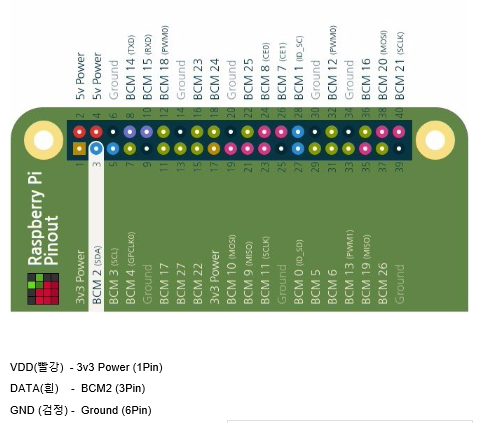 5v Power
5v Power
Ground
BCM 14 (TXD)
BCM 15 (RXD)
BCM 18 (PWM0)
Ground
BCM 23
BCM 24
Ground
BCM 25
BCM 8 (CE0)
BCM 7 (CE1)
BCM 1 (ID_SC)
Ground
BCM 12 (PWM0)
Ground
BCM 16
BCM 20 (MOSI)
BCM 21 (SCLK)
2 4 6 8 10 12 14 16 18 20 22 24 26 28 30 32 34 36 38 40
1 3 5 7 9 11 13 15 17 19 21 23 25 27 29 31 33 35 37 39
Raspberry Pi
Pinout
3v3 Power
BCM 2 (SDA)
BCM 3 (SCL)
BCM 4 (GPCLK0)
Ground
BCM 17
BCM 27
BCM 22
3v3 Power
BCM 10 (MOSI)
BCM 9 (MISO)
BCM 11 (SCLK)
Ground
BCM 0 (ID_SD)
BCM 5
BCM 6
BCM 13 (PWM1)
BCM 19 (MISO)
BCM 26
Ground
VDD(빨강) - 3v3 Power (1Pin)
DATA(흰) - BCM2 (3Pin)
GND (검정) - Ground (6Pin)